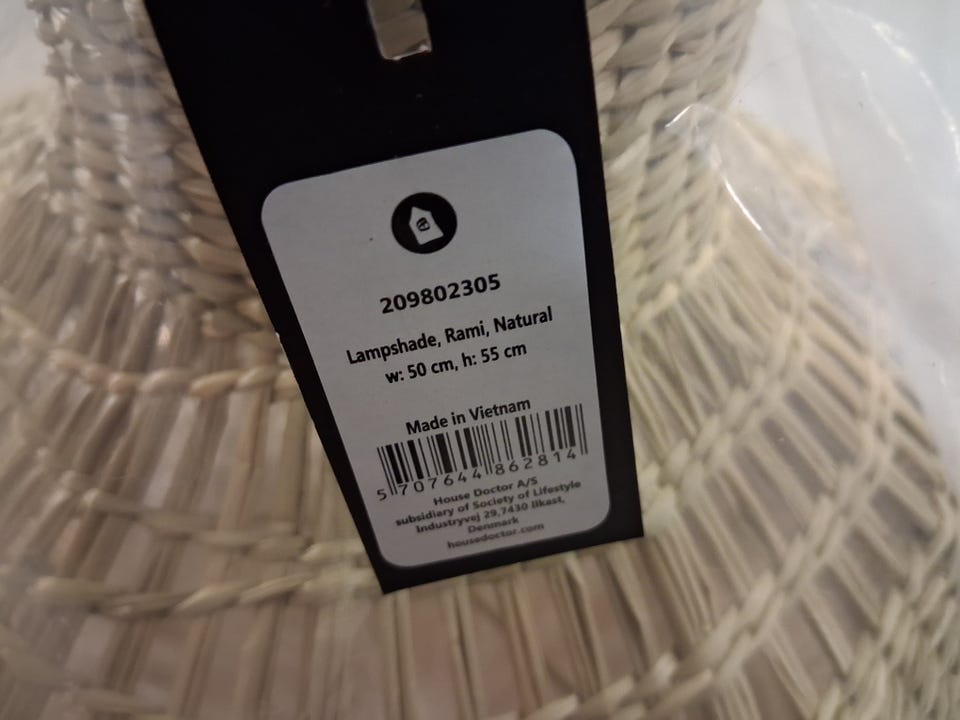 209802305
Lampshade, Rami, Natural
w: 50 cm, h: 55 cm
Made in Vietnam
5 707644 862814
House Doctor A/S
subsidiary of Society of Lifestyle
Industryvej 29,7430 Ikast,
Denmark
housedoctor.com